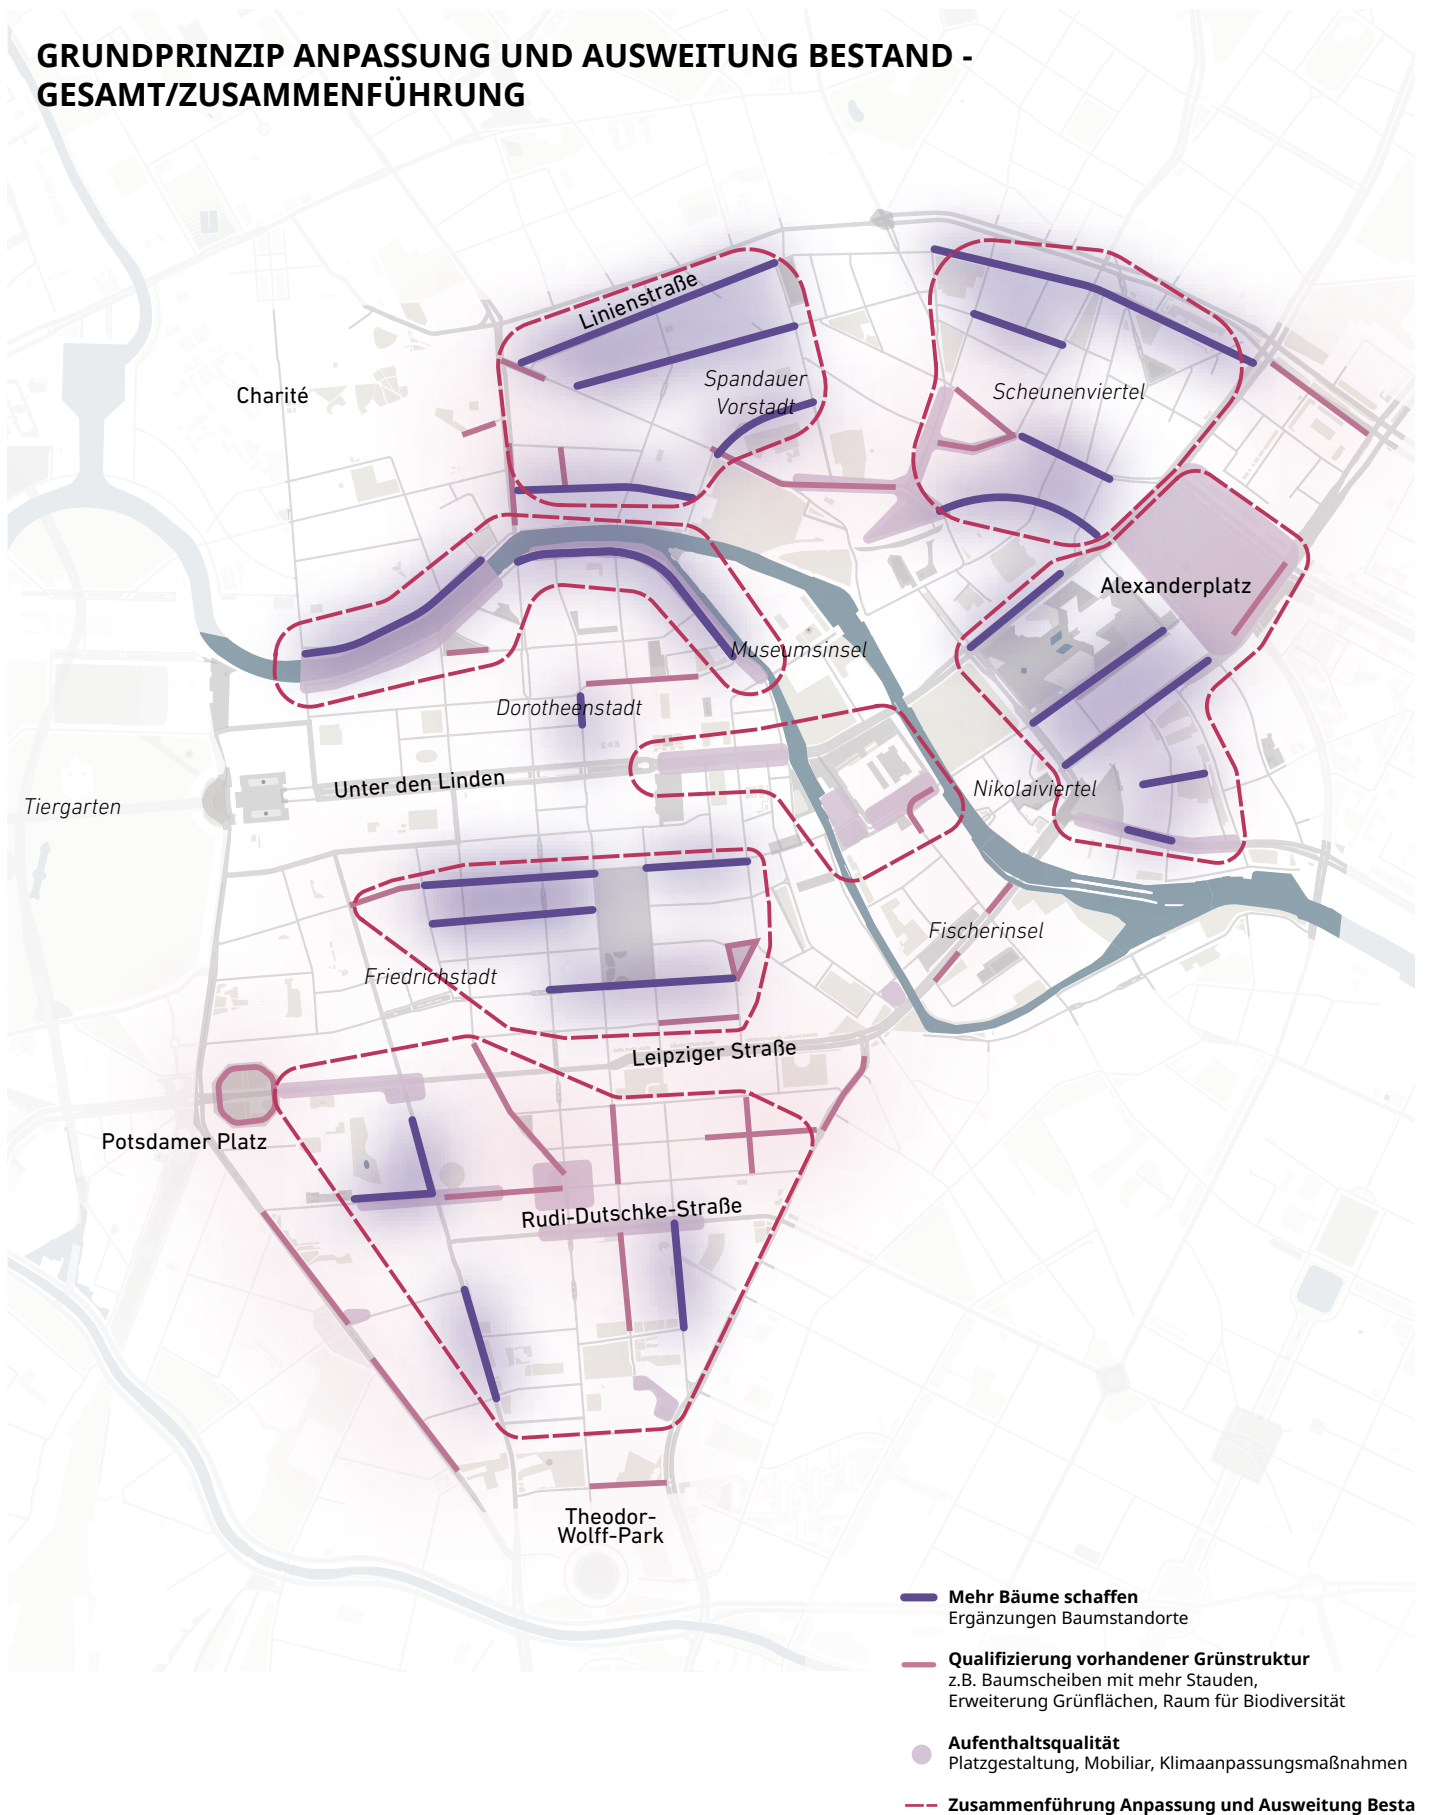 GRUNDPRINZIP ANPASSUNG UND AUSWEITUNG BESTAND -
GESAMT/ZUSAMMENFÜHRUNG
Linienstraße
Charité
Spandauer
Vorstadt
Scheunenviertel
Alexanderplatz
Museumsinsel
Dorotheenstadt
Unter den Linden
Nikolaiviertel
Tiergarten
Fischerinsel
Friedrichstadt
Leipziger Straße
Potsdamer Platz
Rudi-Dutschke-Straße
Theodor-
Wolff-Park
Mehr Bäume schaffen
Ergänzungen Baumstandorte
Qualifizierung vorhandener Grünstruktur
z.B. Baumscheiben mit mehr Stauden,
Erweiterung Grünflächen, Raum für Biodiversität
Aufenthaltsqualität
Platzgestaltung, Mobiliar, Klimaanpassungsmaßnahmen
Zusammenführung Anpassung und Ausweitung Besta